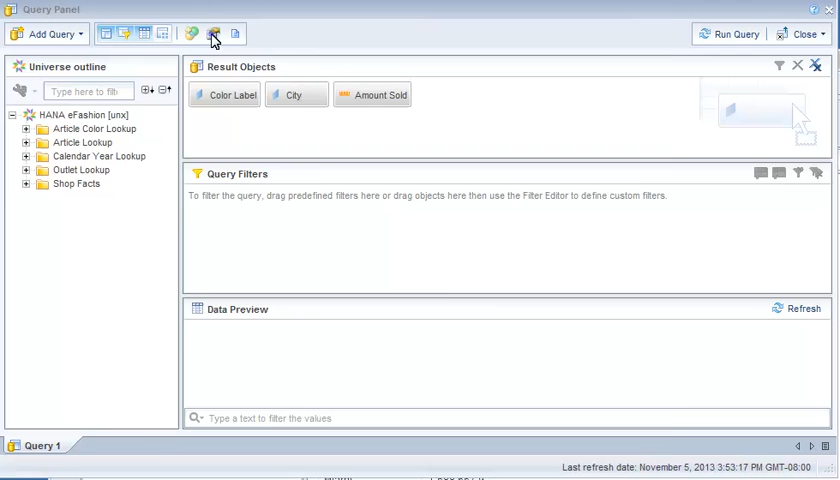 Query Panel
Add Query
Run Query
Close
Universe outline
Type here to filt
HANA eFashion [unx]
Article Color Lookup
Article Lookup
Calendar Year Lookup
Outlet Lookup
Shop Facts
Result Objects
Color Label
City
Amount Sold
Query Filters
To filter the query, drag predefined filters here or drag objects here then use the Filter Editor to define custom filters.
Data Preview
Refresh
Type a text to filter the values
Query 1
Last refresh date: November 5, 2013 3:53:17 PM GMT-08:00